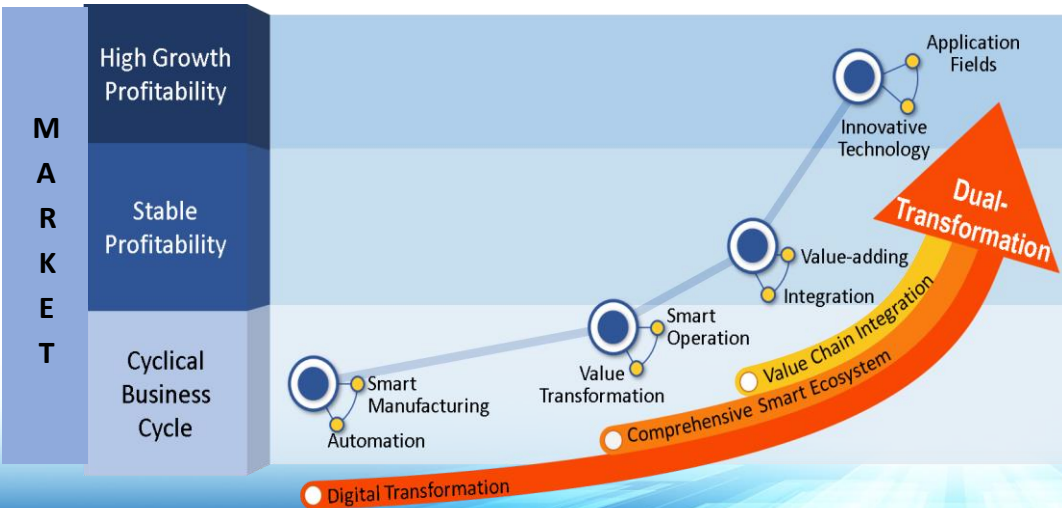 MARKET
High Growth
Profitability
Stable
Profitability
Cyclical
Business
Cycle
Application
Fields
Innovative
Technology
Value-adding
Integration
Smart
Operation
Value
Transformation
Smart
Manufacturing
Automation
Dual-
Transformation
Value Chain Integration
Comprehensive Smart Ecosystem
Digital Transformation